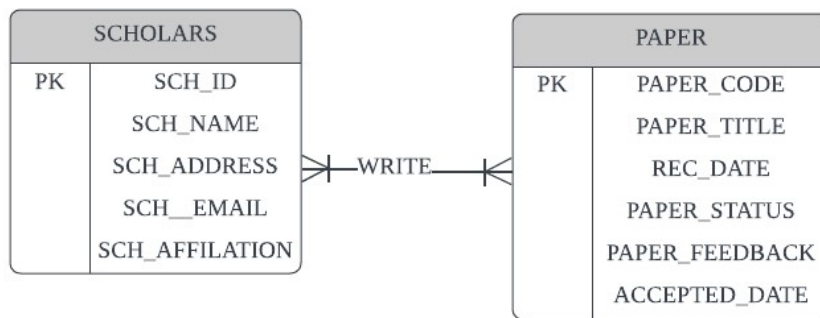 SCHOLARS
PK SCH_ID
SCH_NAME
SCH_ADDRESS
SCH__EMAIL
SCH_AFFILATION
WRITE
PAPER
PK PAPER_CODE
PAPER_TITLE
REC_DATE
PAPER_STATUS
PAPER_FEEDBACK
ACCEPTED_DATE